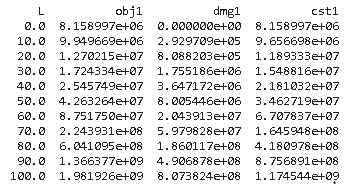 L obj1 dmg1 cst1
0.0 8.158997e+06 0.000000e+00 8.158997e+06
10.0 9.949669e+06 2.929709e+05 9.656698e+06
20.0 1.270215e+07 8.088203e+05 1.189333e+07
30.0 1.724334e+07 1.755186e+06 1.548816e+07
40.0 2.545749e+07 3.647172e+06 2.181032e+07
50.0 4.263264e+07 8.005446e+06 3.462719e+07
60.0 8.751750e+07 2.043913e+07 6.707837e+07
70.0 2.243931e+08 5.979828e+07 1.645948e+08
80.0 6.041095e+08 1.860117e+08 4.180978e+08
90.0 1.366377e+09 4.906878e+08 8.756891e+08
100.0 1.981926e+09 8.073824e+08 1.174544e+09